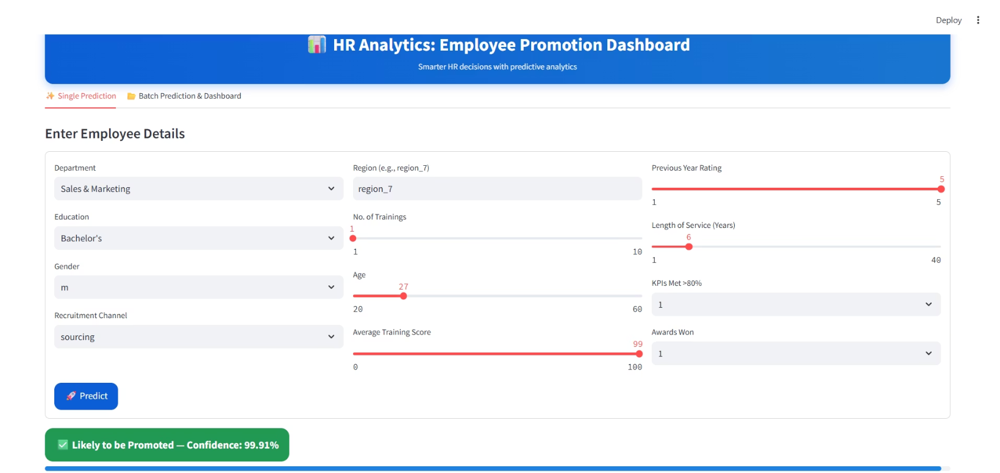 Deploy
HR Analytics: Employee Promotion Dashboard
Smarter HR decisions with predictive analytics
Single Prediction
Batch Prediction & Dashboard
Enter Employee Details
Department
Sales & Marketing
Education
Bachelor's
Gender
m
Recruitment Channel
sourcing
Region (e.g., region_7)
region_7
No. of Trainings
1
1 10
Age
27
20 60
Average Training Score
99
0 100
Previous Year Rating
5
1 5
Length of Service (Years)
6
1 40
KPIs Met >80%
1
Awards Won
1
Predict
Likely to be Promoted — Confidence: 99.91%